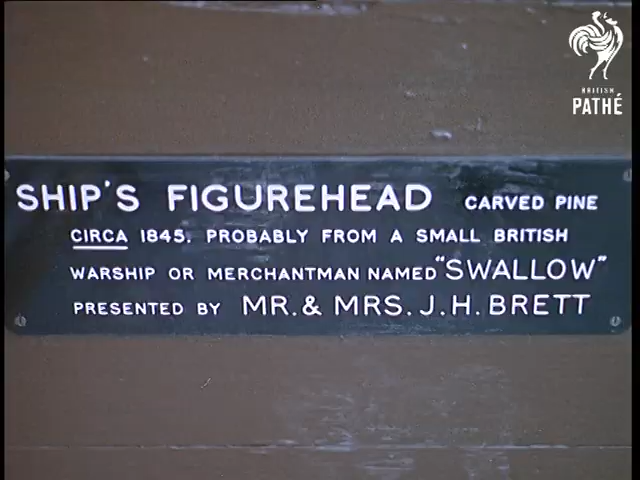 BRITISH
PATHÉ
SHIP'S FIGUREHEAD CARVED PINE
CIRCA 1845. PROBABLY FROM A SMALL BRITISH
WARSHIP OR MERCHANTMAN NAMED "SWALLOW"
PRESENTED BY MR. & MRS. J. H. BRETT